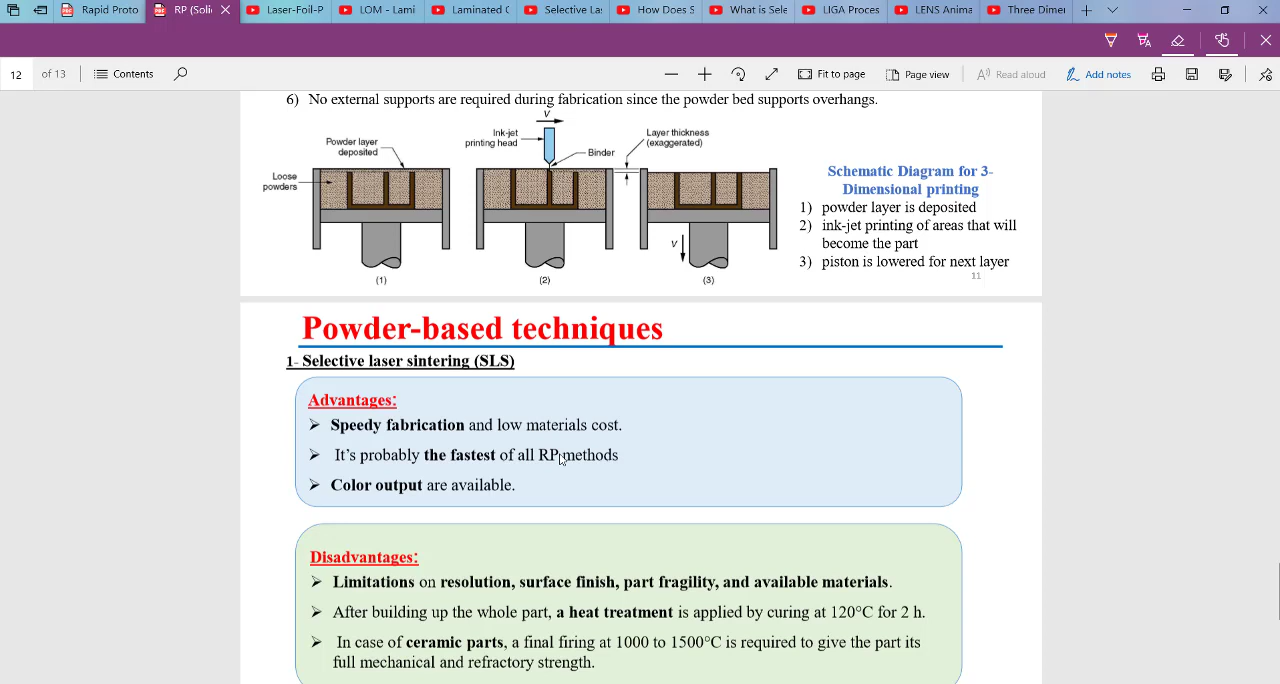 Rapid Proto
RP (Soli
Laser-Foil-P
LOM - Lami
Laminated C
Selective La
How Does S
What is Sele
LIGA Proces
LENS Anima
Three Dimer
12 of 13
Contents
Fit to page
Page view
Read aloud
Add notes
6) No external supports are required during fabrication since the powder bed supports overhangs.
Powder layer
deposited
Loose
powders
V
Ink-jet
printing head
Binder
Layer thickness
(exaggerated)
V
(1)
(2)
(3)
Schematic Diagram for 3-
Dimensional printing
1) powder layer is deposited
2) ink-jet printing of areas that will
become the part
3) piston is lowered for next layer
11
Powder-based techniques
1- Selective laser sintering (SLS)
Advantages:
➢ Speedy fabrication and low materials cost.
➢ It's probably the fastest of all RP methods
➢ Color output are available.
Disadvantages:
➢ Limitations on resolution, surface finish, part fragility, and available materials.
➢ After building up the whole part, a heat treatment is applied by curing at 120°C for 2 h.
➢ In case of ceramic parts, a final firing at 1000 to 1500°C is required to give the part its
full mechanical and refractory strength.